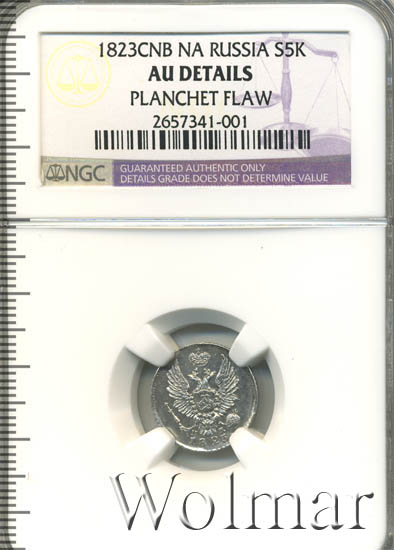 1823CNB NA RUSSIA S5K
AU DETAILS
PLANCHET FLAW
2657341-001
NGC
GUARANTEED AUTHENTIC ONLY
DETAILS GRADE DOES NOT DETERMINE VALUE
Wolmar